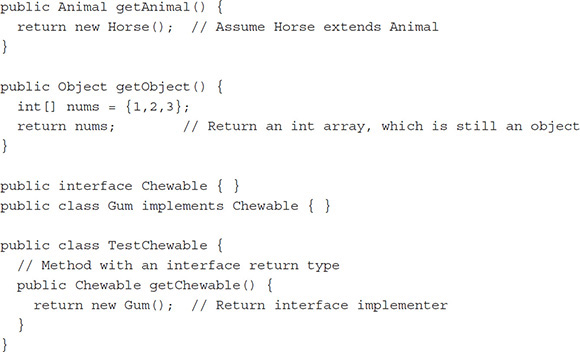 public Animal getAnimal() {
  return new Horse();  // Assume Horse extends Animal
}

public Object getObject() {
  int[] nums = {1,2,3};
  return nums;        // Return an int array, which is still an object
}

public interface Chewable { }
public class Gum implements Chewable { }

public class TestChewable {
  // Method with an interface return type
  public Chewable getChewable() {
    return new Gum();  // Return interface implementer
  }
}